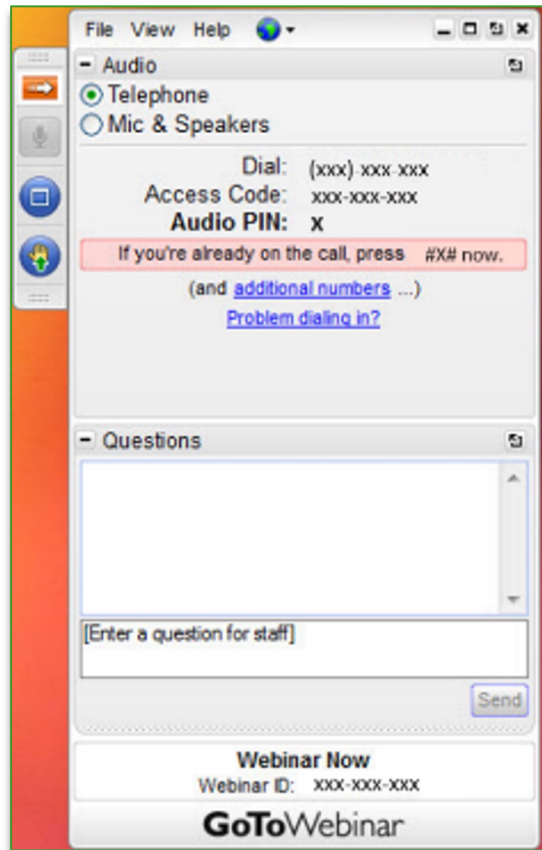 File View Help
Audio
Telephone
Mic & Speakers
Dial: (xxx) xxx-xxx
Access Code: xxx-xxx-xxx
Audio PIN: x
If you're already on the call, press #X# now.
(and additional numbers ...)
Problem dialing in?
Questions
[Enter a question for staff]
Send
Webinar Now
Webinar ID: xxx-xxx-xxx
GoToWebinar